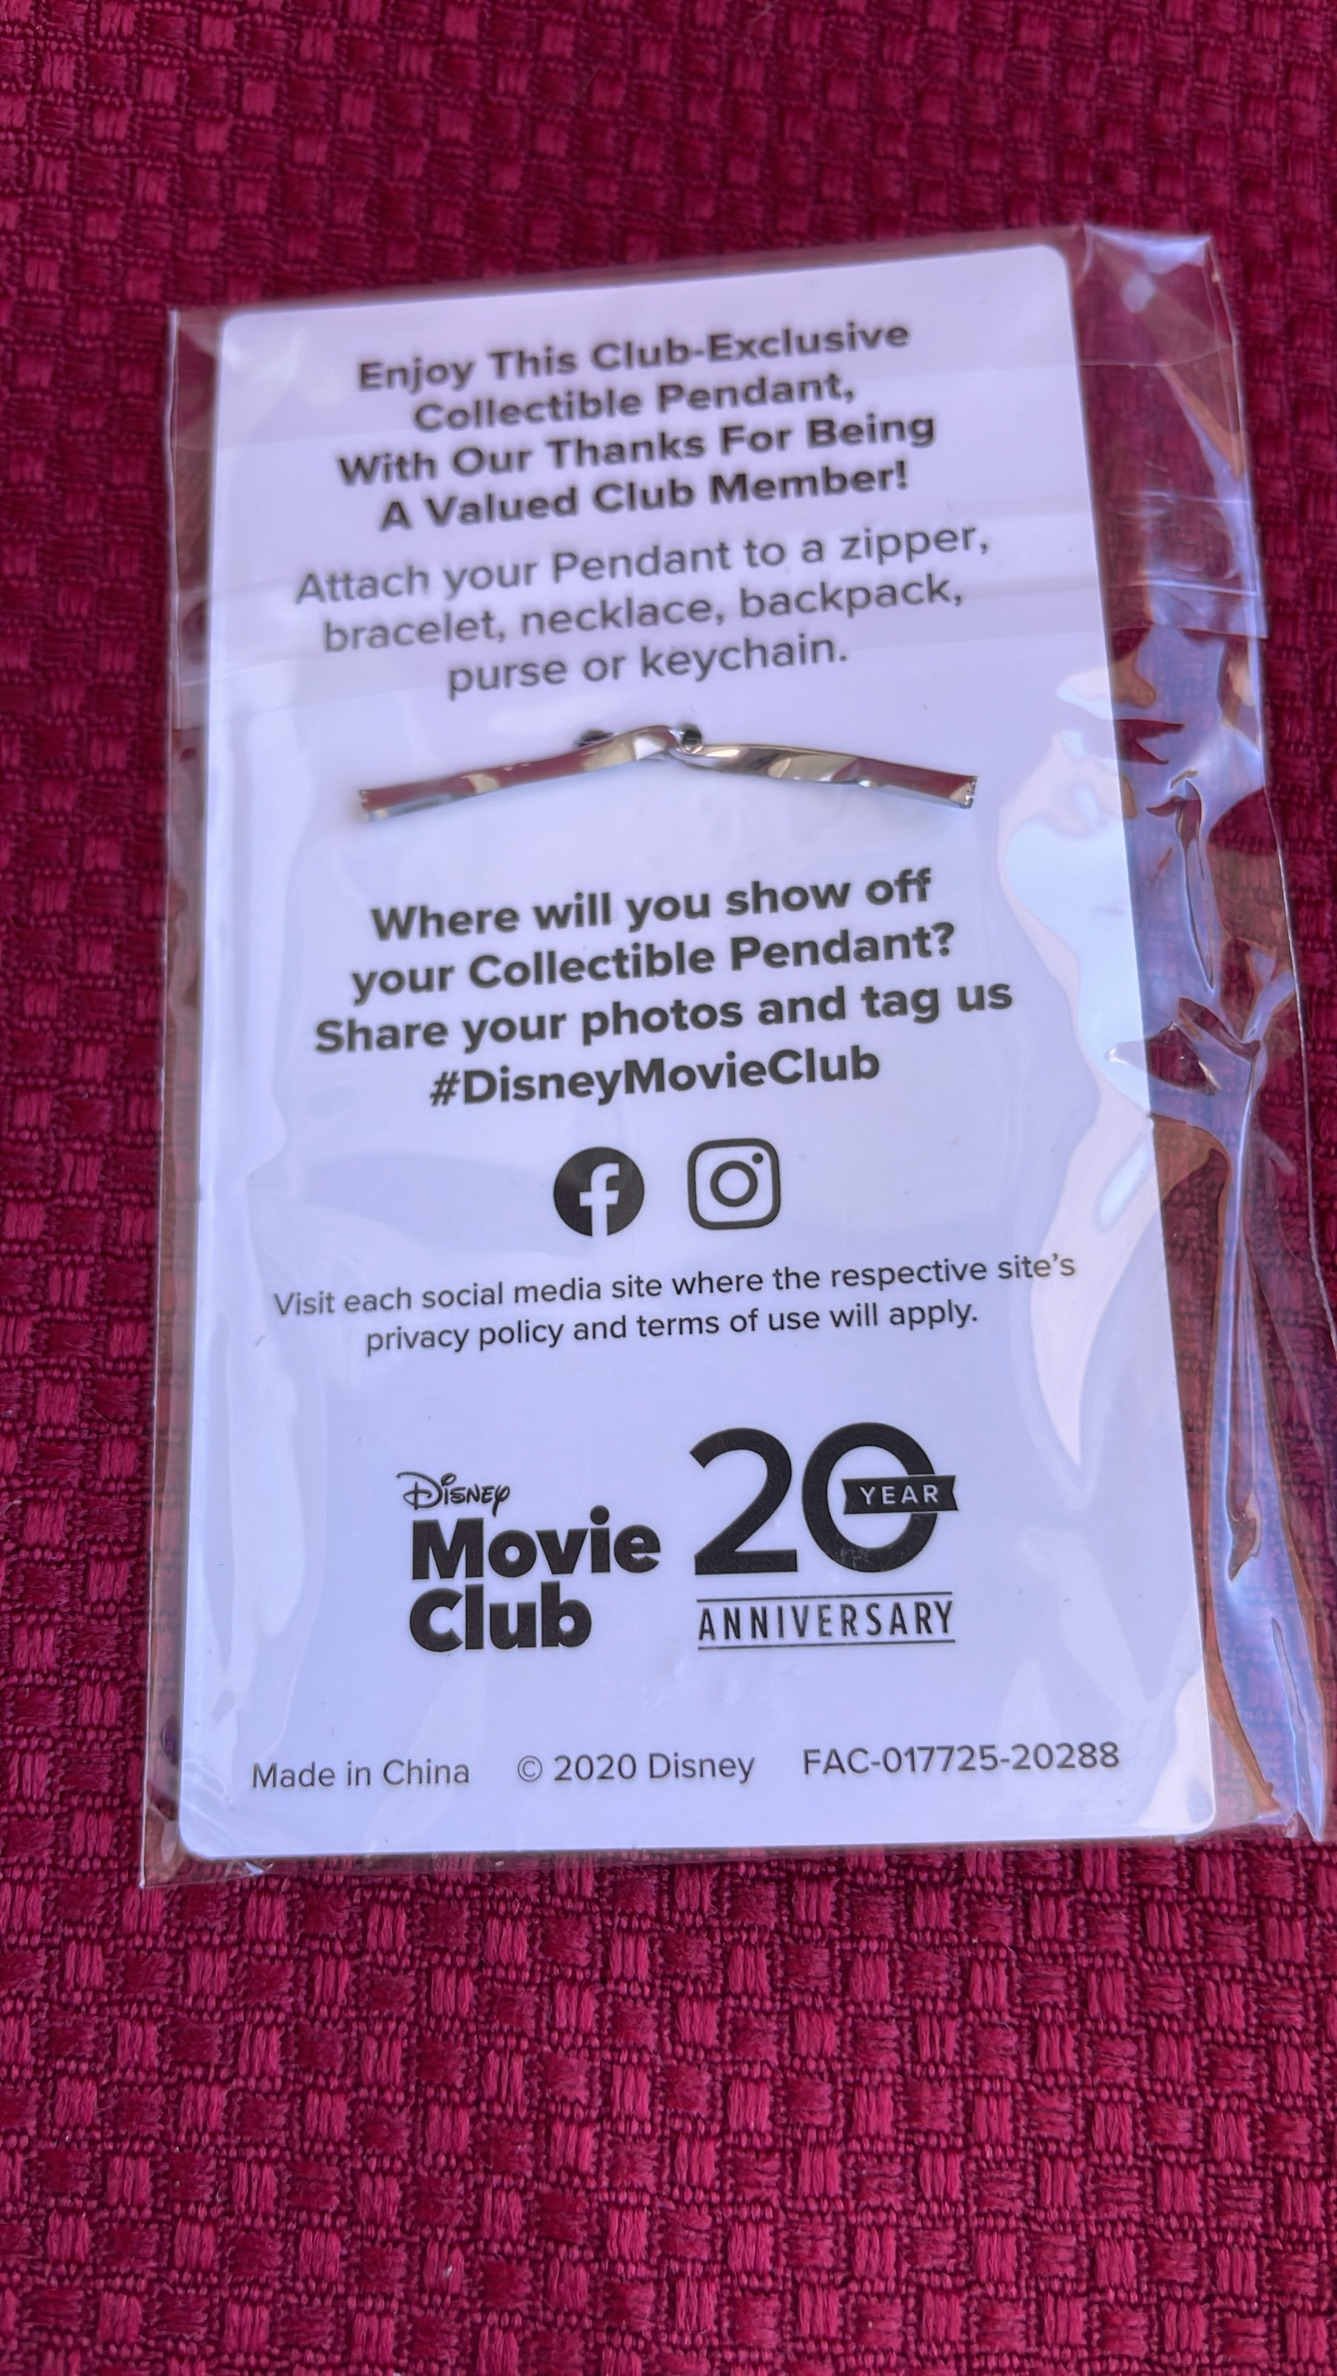 Enjoy This Club-Exclusive
Collectible Pendant,
With Our Thanks For Being
A Valued Club Member!
Attach your Pendant to a zipper,
bracelet, necklace, backpack,
purse or keychain.
Where will you show off
your Collectible Pendant?
Share your photos and tag us
#DisneyMovieClub
Visit each social media site where the respective site's
privacy policy and terms of use will apply.
Disney
Movie
Club
20
YEAR
ANNIVERSARY
Made in China © 2020 Disney FAC-017725-20288